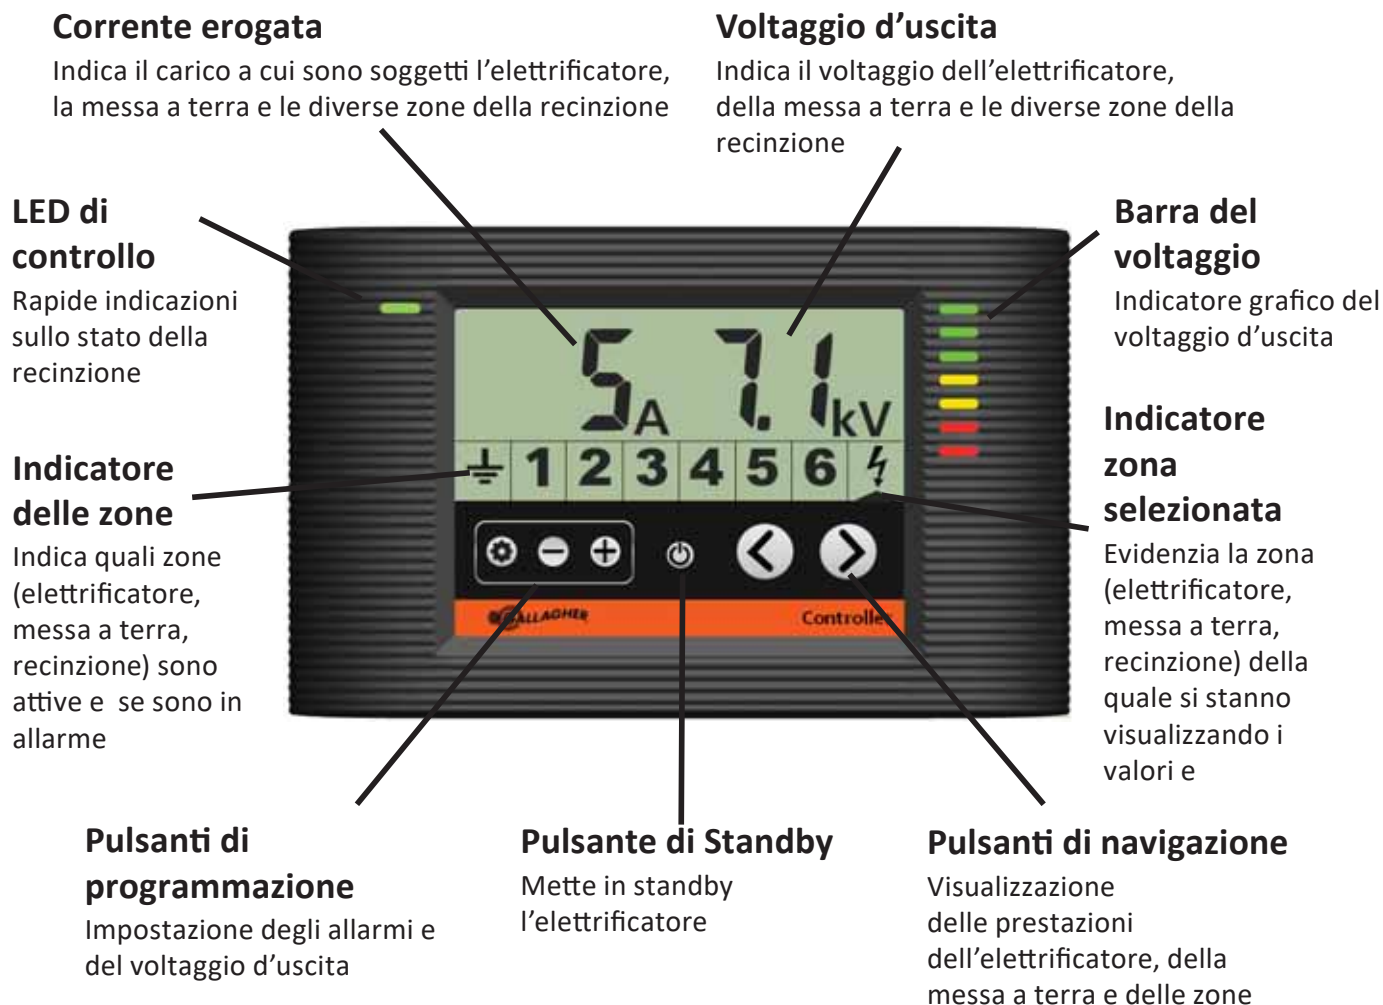 Corrente erogata
Indica il carico a cui sono soggetti l'elettrificatore,
la messa a terra e le diverse zone della recinzione
Voltaggio d'uscita
Indica il voltaggio dell'elettrificatore,
della messa a terra e le diverse zone della
recinzione
LED di
controllo
Rapide indicazioni
sullo stato della
recinzione
Barra del
voltaggio
Indicatore grafico del
voltaggio d'uscita
5A 7.1kV
1 2 3 4 5 6
GALLAGHER
Controller
Indicatore
delle zone
Indica quali zone
(elettrificatore,
messa a terra,
recinzione) sono
attive e  se sono in
allarme
Indicatore
zona
selezionata
Evidenzia la zona
(elettrificatore,
messa a terra,
recinzione) della
quale si stanno
visualizzando i
valori e
Pulsanti di
programmazione
Impostazione degli allarmi e
del voltaggio d'uscita
Pulsante di Standby
Mette in standby
l'elettrificatore
Pulsanti di navigazione
Visualizzazione
delle prestazioni
dell'elettrificatore, della
messa a terra e delle zone